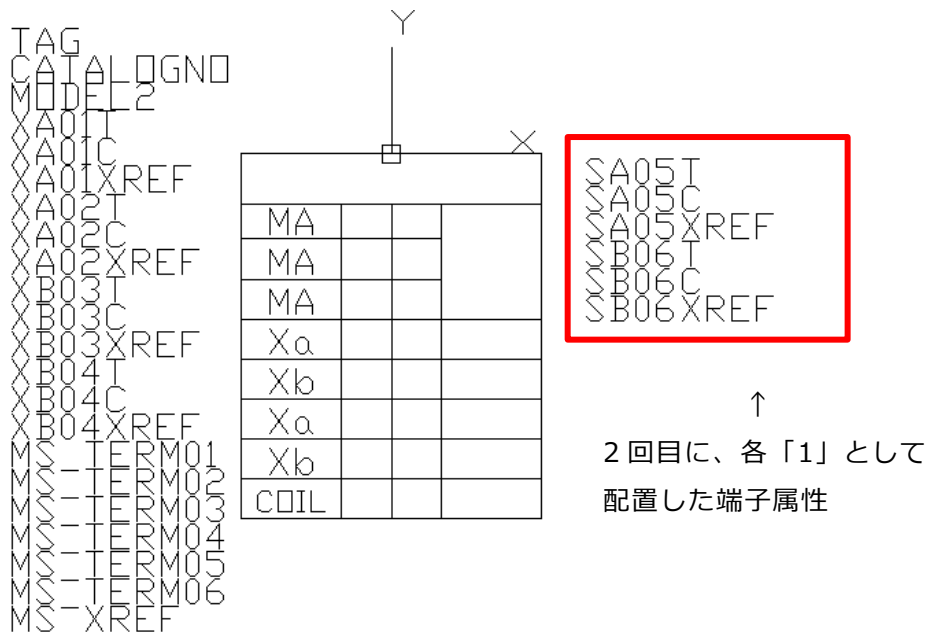 TAG
CATALOGNO
MODEL2
XA01T
XA01C
XA01XREF
XA02T
XA02C
XA02XREF
XB03T
XB03C
XB03XREF
XB04T
XB04C
XB04XREF
MS-TERM01
MS-TERM02
MS-TERM03
MS-TERM04
MS-TERM05
MS-TERM06
MS-XREF
Y
X
MA
MA
MA
Xa
Xb
Xa
Xb
COIL
SA05T
SA05C
SA05XREF
SB06T
SB06C
SB06XREF
↑
2回目に、各「1」として
配置した端子属性